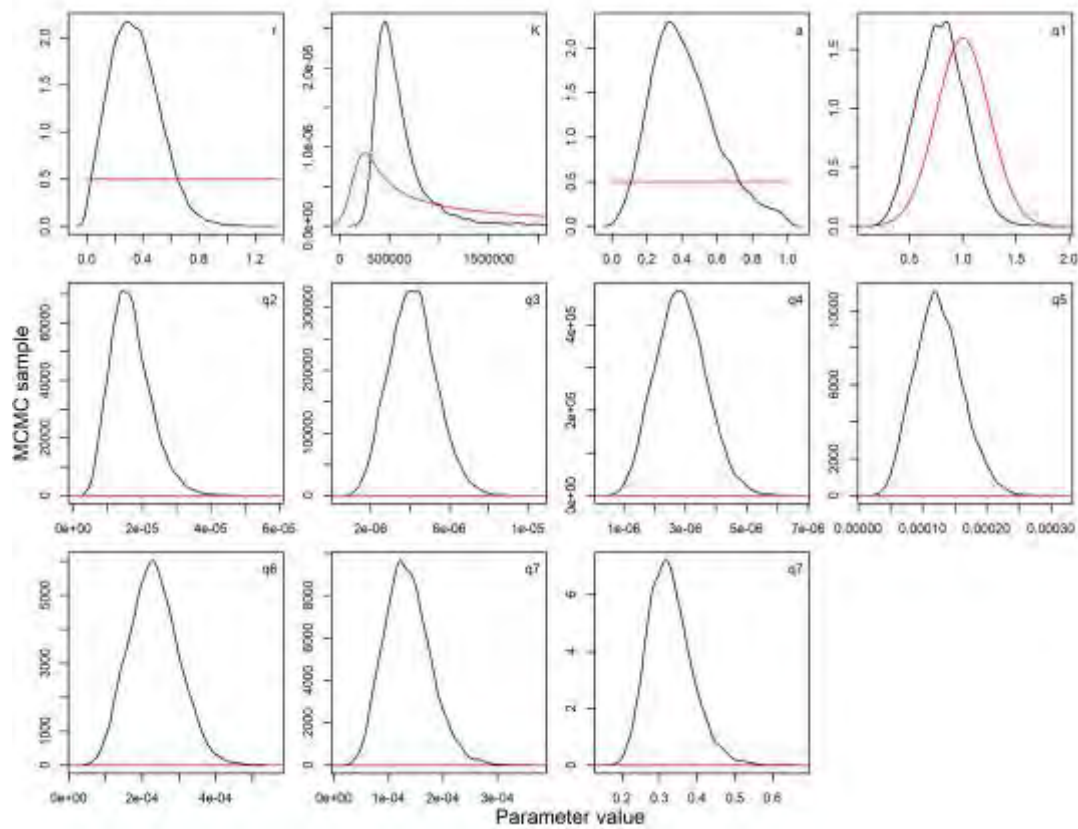 r
K
a
q1
0.0 0.5 1.0 1.5 2.0
0.0e+00 1.0e-06 2.0e-06
0.0 0.5 1.0 1.5 2.0
0.0 0.5 1.0 1.5
0.0 0.4 0.8 1.2
0 500000 1500000
0.0 0.2 0.4 0.6 0.8 1.0
0.5 1.0 1.5 2.0
MCMC sample
q2
q3
q4
q5
0 20000 40000 60000
0 100000 200000 300000
0e+00 2e+05 4e+05
0 2000 6000 10000
0e+00 2e-05 4e-05 6e-05
2e-06 6e-06 1e-05
1e-06 3e-06 5e-06 7e-06
0.00000 0.00010 0.00020 0.00030
q6
q7
q7
0 1000 3000 5000
0 2000 4000 6000 8000
0 2 4 6
0e+00 2e-04 4e-04
0e+00 1e-04 2e-04 3e-04
0.2 0.3 0.4 0.5 0.6
Parameter value